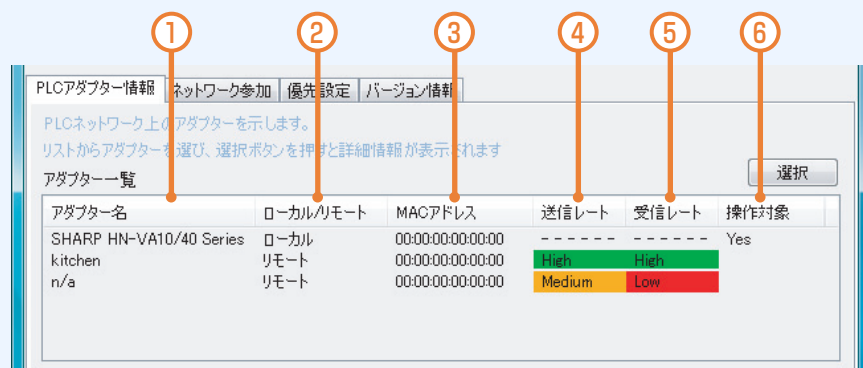 ① ② ③ ④ ⑤ ⑥
PLCアダプター情報 ネットワーク参加 優先設定 バージョン情報
PLCネットワーク上のアダプターを示します。
リストからアダプターを選び、選択ボタンを押すと詳細情報が表示されます
選択
アダプター一覧
アダプター名 ローカル/リモート MACアドレス 送信レート 受信レート 操作対象
SHARP HN-VA10/40 Series ローカル 00:00:00:00:00:00 - - - - - - - - - - - - Yes
kitchen リモート 00:00:00:00:00:00 High High
n/a リモート 00:00:00:00:00:00 Medium Low